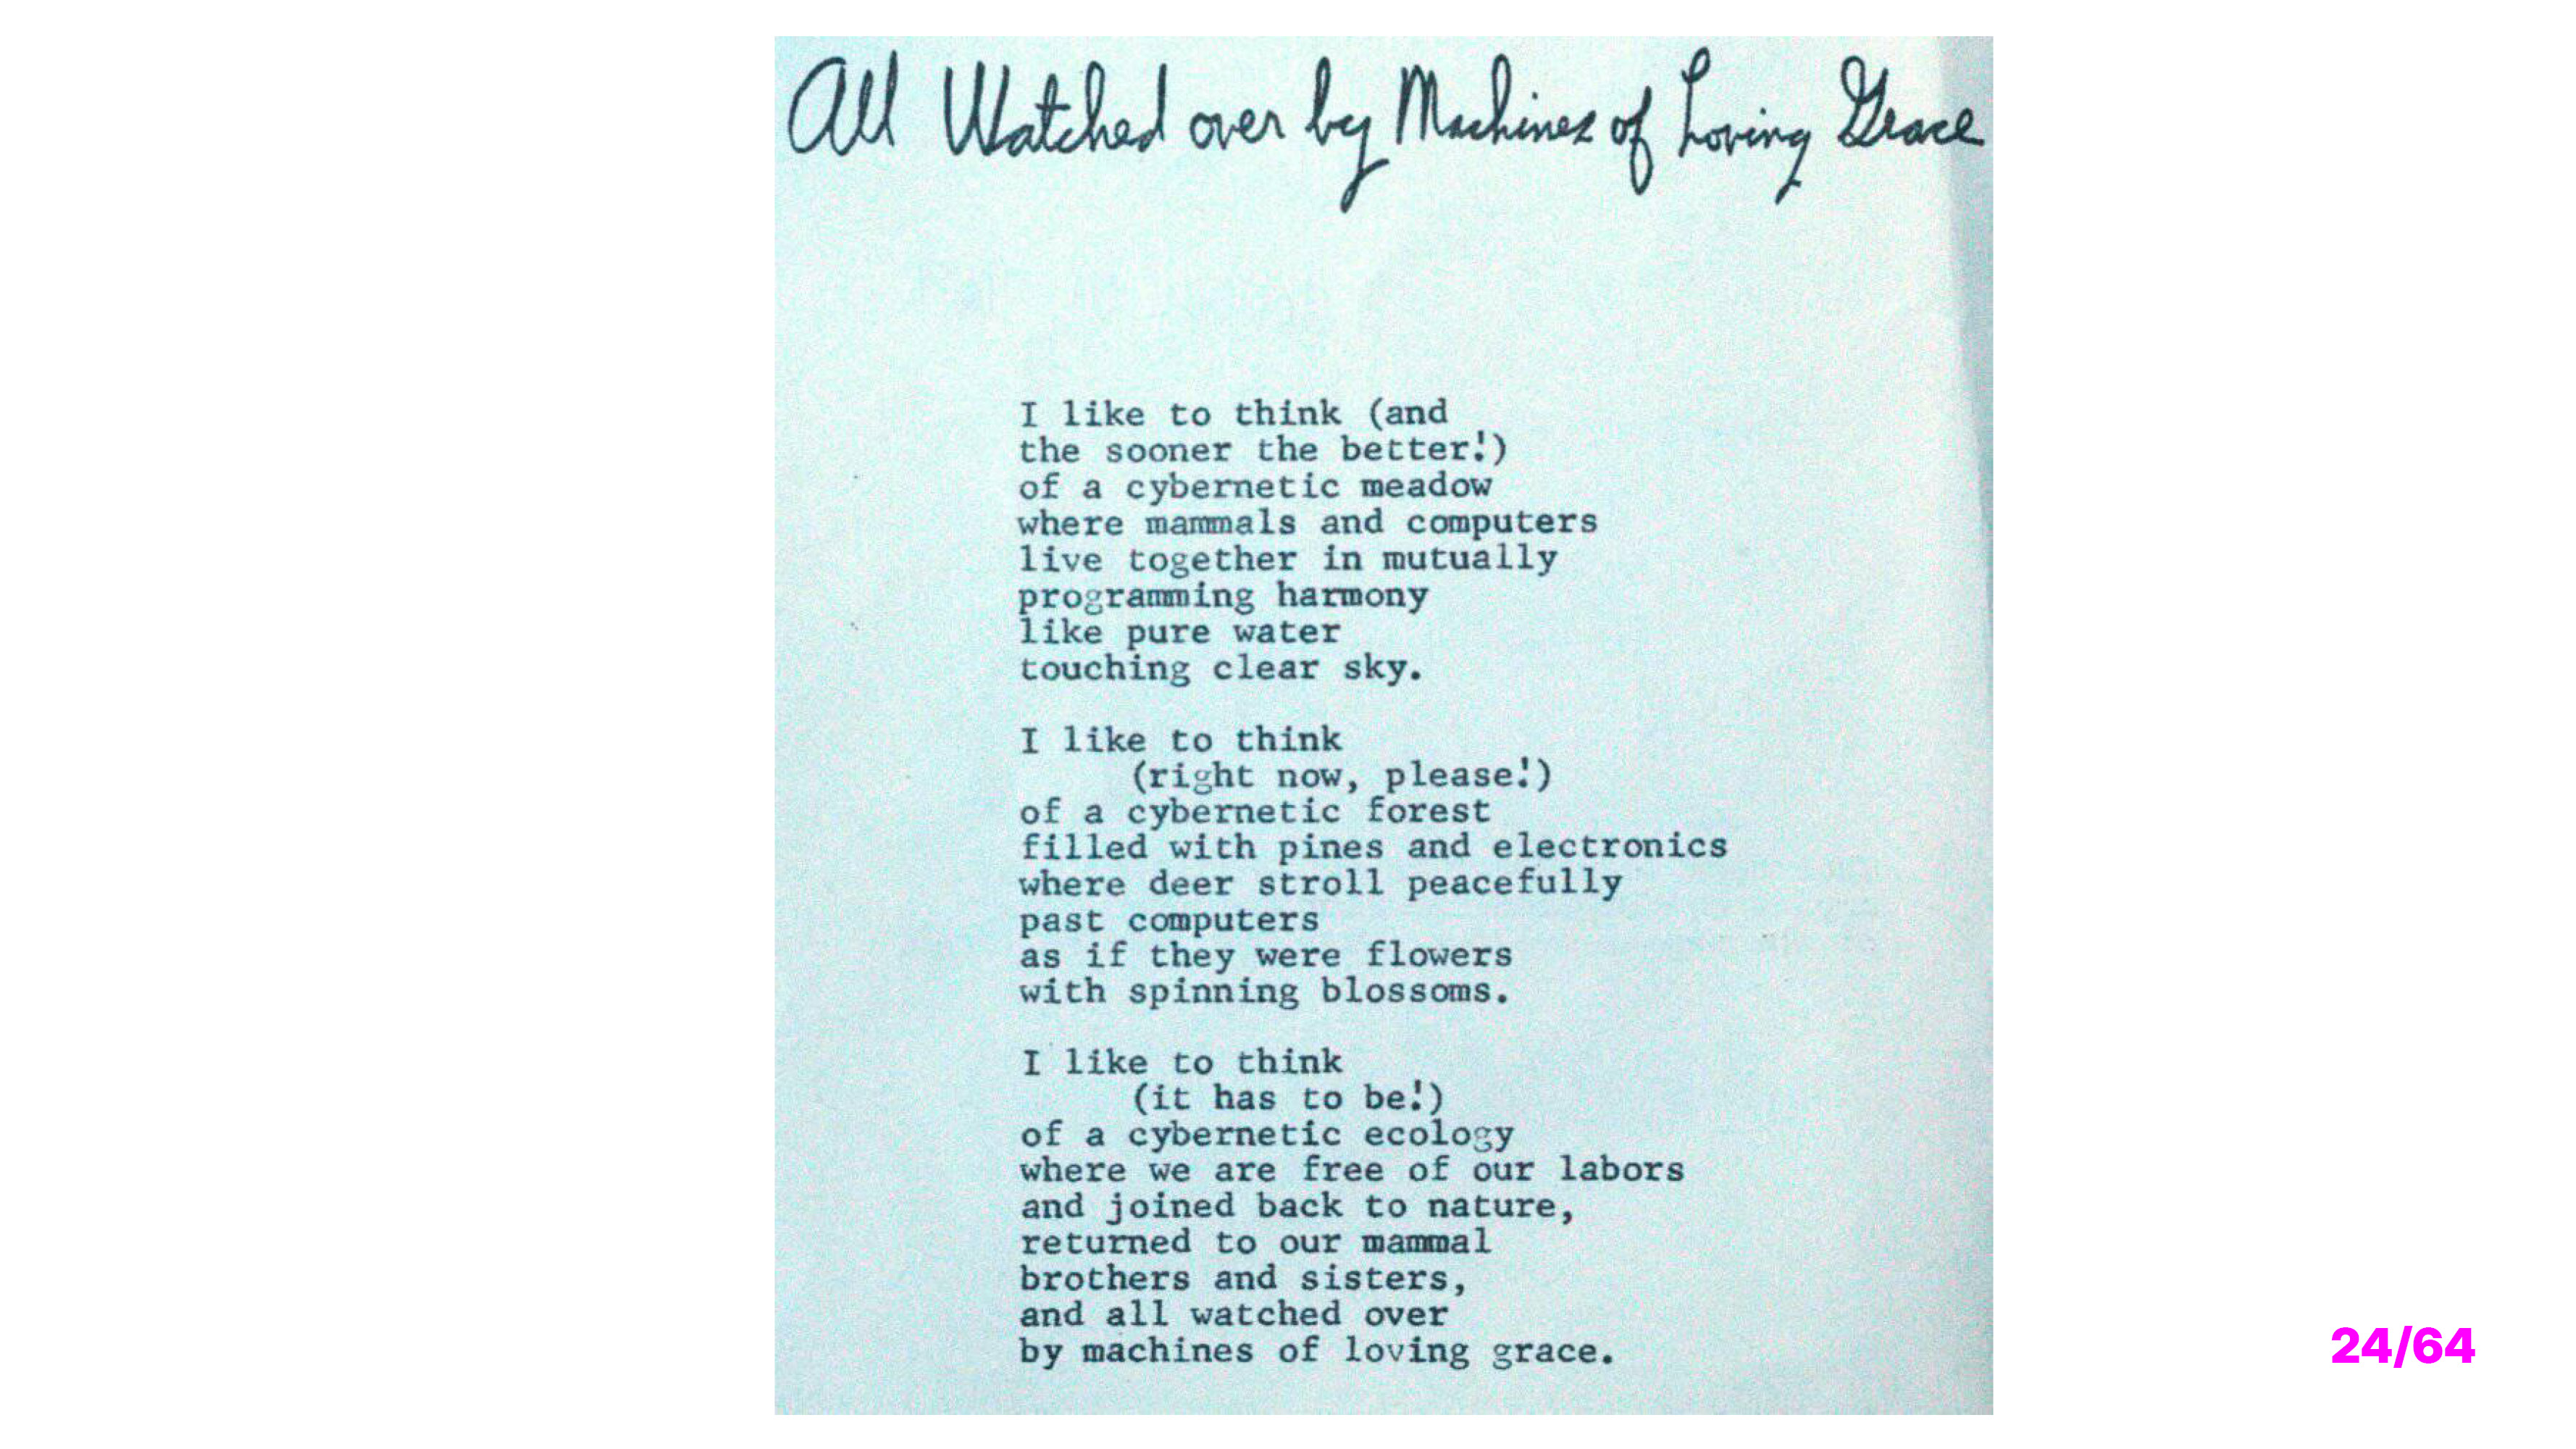 All Watched over by Machines of Loving Grace
I like to think (and
the sooner the better!)
of a cybernetic meadow
where mammals and computers
live together in mutually
programming harmony
like pure water
touching clear sky.
I like to think
(right now, please!)
of a cybernetic forest
filled with pines and electronics
where deer stroll peacefully
past computers
as if they were flowers
with spinning blossoms.
I like to think
(it has to be!)
of a cybernetic ecology
where we are free of our labors
and joined back to nature,
returned to our mammal
brothers and sisters,
and all watched over
by machines of loving grace.
24/64